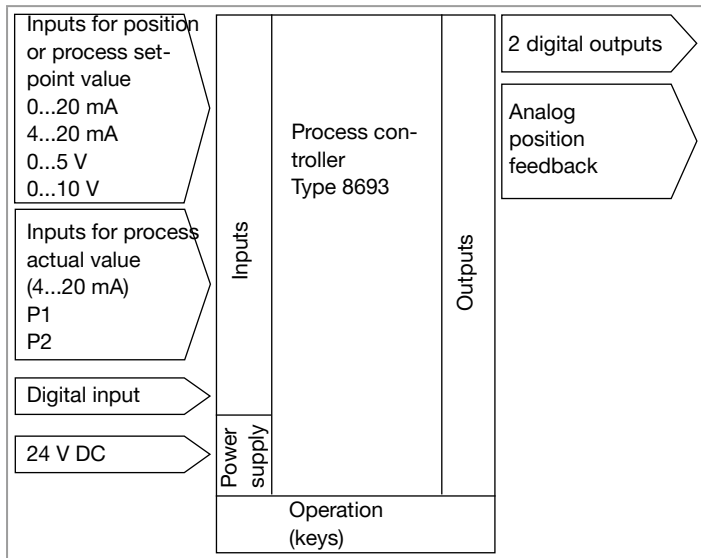 Inputs for position
or process set-
point value
0...20 mA
4...20 mA
0...5 V
0...10 V
Inputs for process
actual value
(4...20 mA)
P1
P2
Digital input
24 V DC
Inputs
Power
supply
Process con-
troller
Type 8693
Operation
(keys)
Outputs
2 digital outputs
Analog
position
feedback